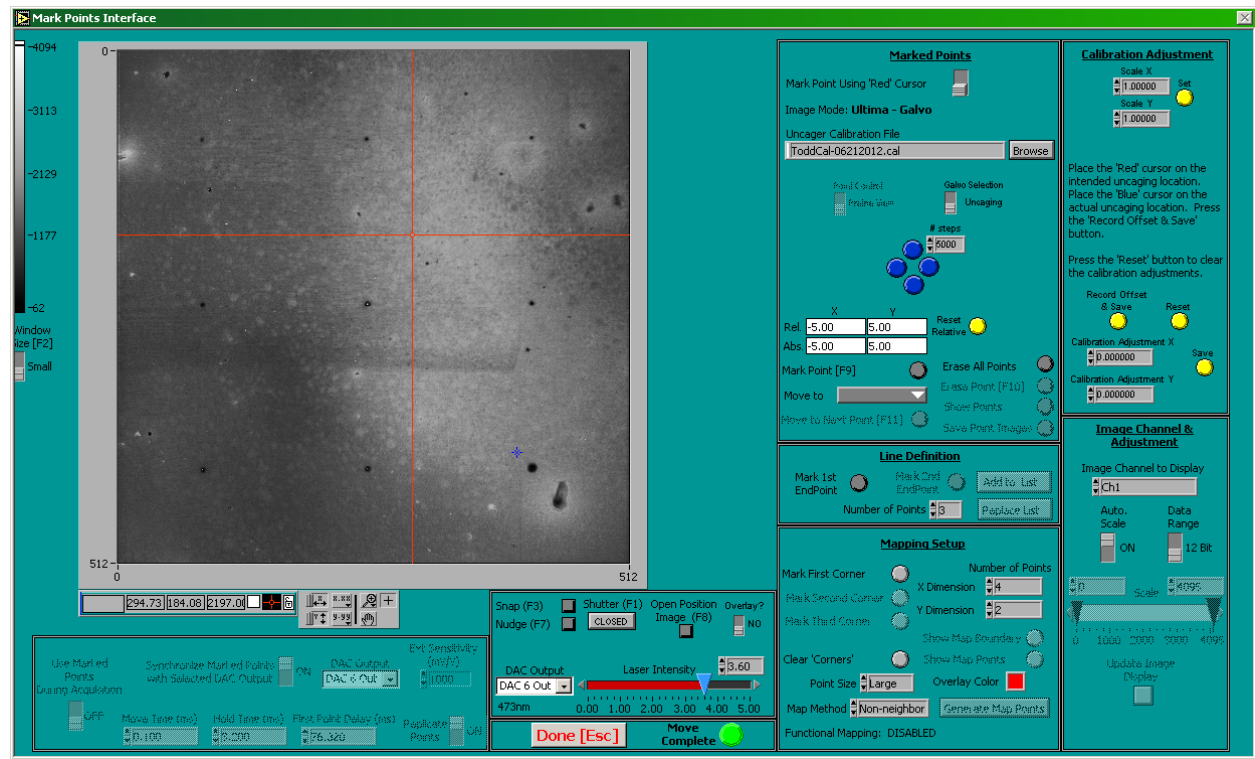 Mark Points Interface
4094
3113
2129
1177
62
Window
Size [F2]
Small
0
512
0
512
294.73 184.08 2197.0
x.xx
y.yy
Marked Points
Mark Point Using 'Red' Cursor
Image Mode: Ultima - Galvo
Uncager Calibration File
ToddCal-06212012.cal
Browse
Point Control
Galvo Selection
Uncaging
# steps
5000
X Y
Rel. -5.00 5.00
Reset
Relative
Abs. -5.00 5.00
Mark Point [F9]
Erase All Points
Erase Point [F10]
Move to
Show Points
Move to Next Point [F11]
Save Point Images
Line Definition
Mark 1st
EndPoint
Mark 2nd
EndPoint
Add to List
Number of Points 3
Replace List
Mapping Setup
Mark First Corner
Number of Points
X Dimension 4
Mark Second Corner
Y Dimension 2
Mark Third Corner
Show Map Boundary
Clear 'Corners'
Show Map Points
Point Size Large
Overlay Color
Map Method Non-neighbor
Generate Map Points
Functional Mapping: DISABLED
Calibration Adjustment
Scale X
1.00000
Set
Scale Y
1.00000
Place the 'Red' cursor on the
intended uncaging location.
Place the 'Blue' cursor on the
actual uncaging location. Press
the 'Record Offset & Save'
button.
Press the 'Reset' button to clear
the calibration adjustments.
Record Offset
& Save
Reset
Calibration Adjustment X
0.000000
Save
Calibration Adjustment Y
0.000000
Image Channel &
Adjustment
Image Channel to Display
Ch1
Auto.
Scale
ON
Data
Range
12 Bit
0
Scale
4095
0 1000 2000 3000 4095
Update Image
Display
Use Marked
Points
During Acquisition
OFF
Synchronize Marked Points
with Selected DAC Output
ON
DAC Output
DAC 6 Out
Ext Sensitivity
(mV/V)
1000
Move Time (ms)
0.100
Hold Time (ms)
0.200
First Point Delay (ms)
76.320
Replicate
Points
ON
Snap (F3)
Nudge (F7)
Shutter (F1)
CLOSED
Open Position
Image (F8)
Overlay?
NO
DAC Output
DAC 6 Out
473nm
Laser Intensity
3.60
0.00 1.00 2.00 3.00 4.00 5.00
Done [Esc]
Move
Complete